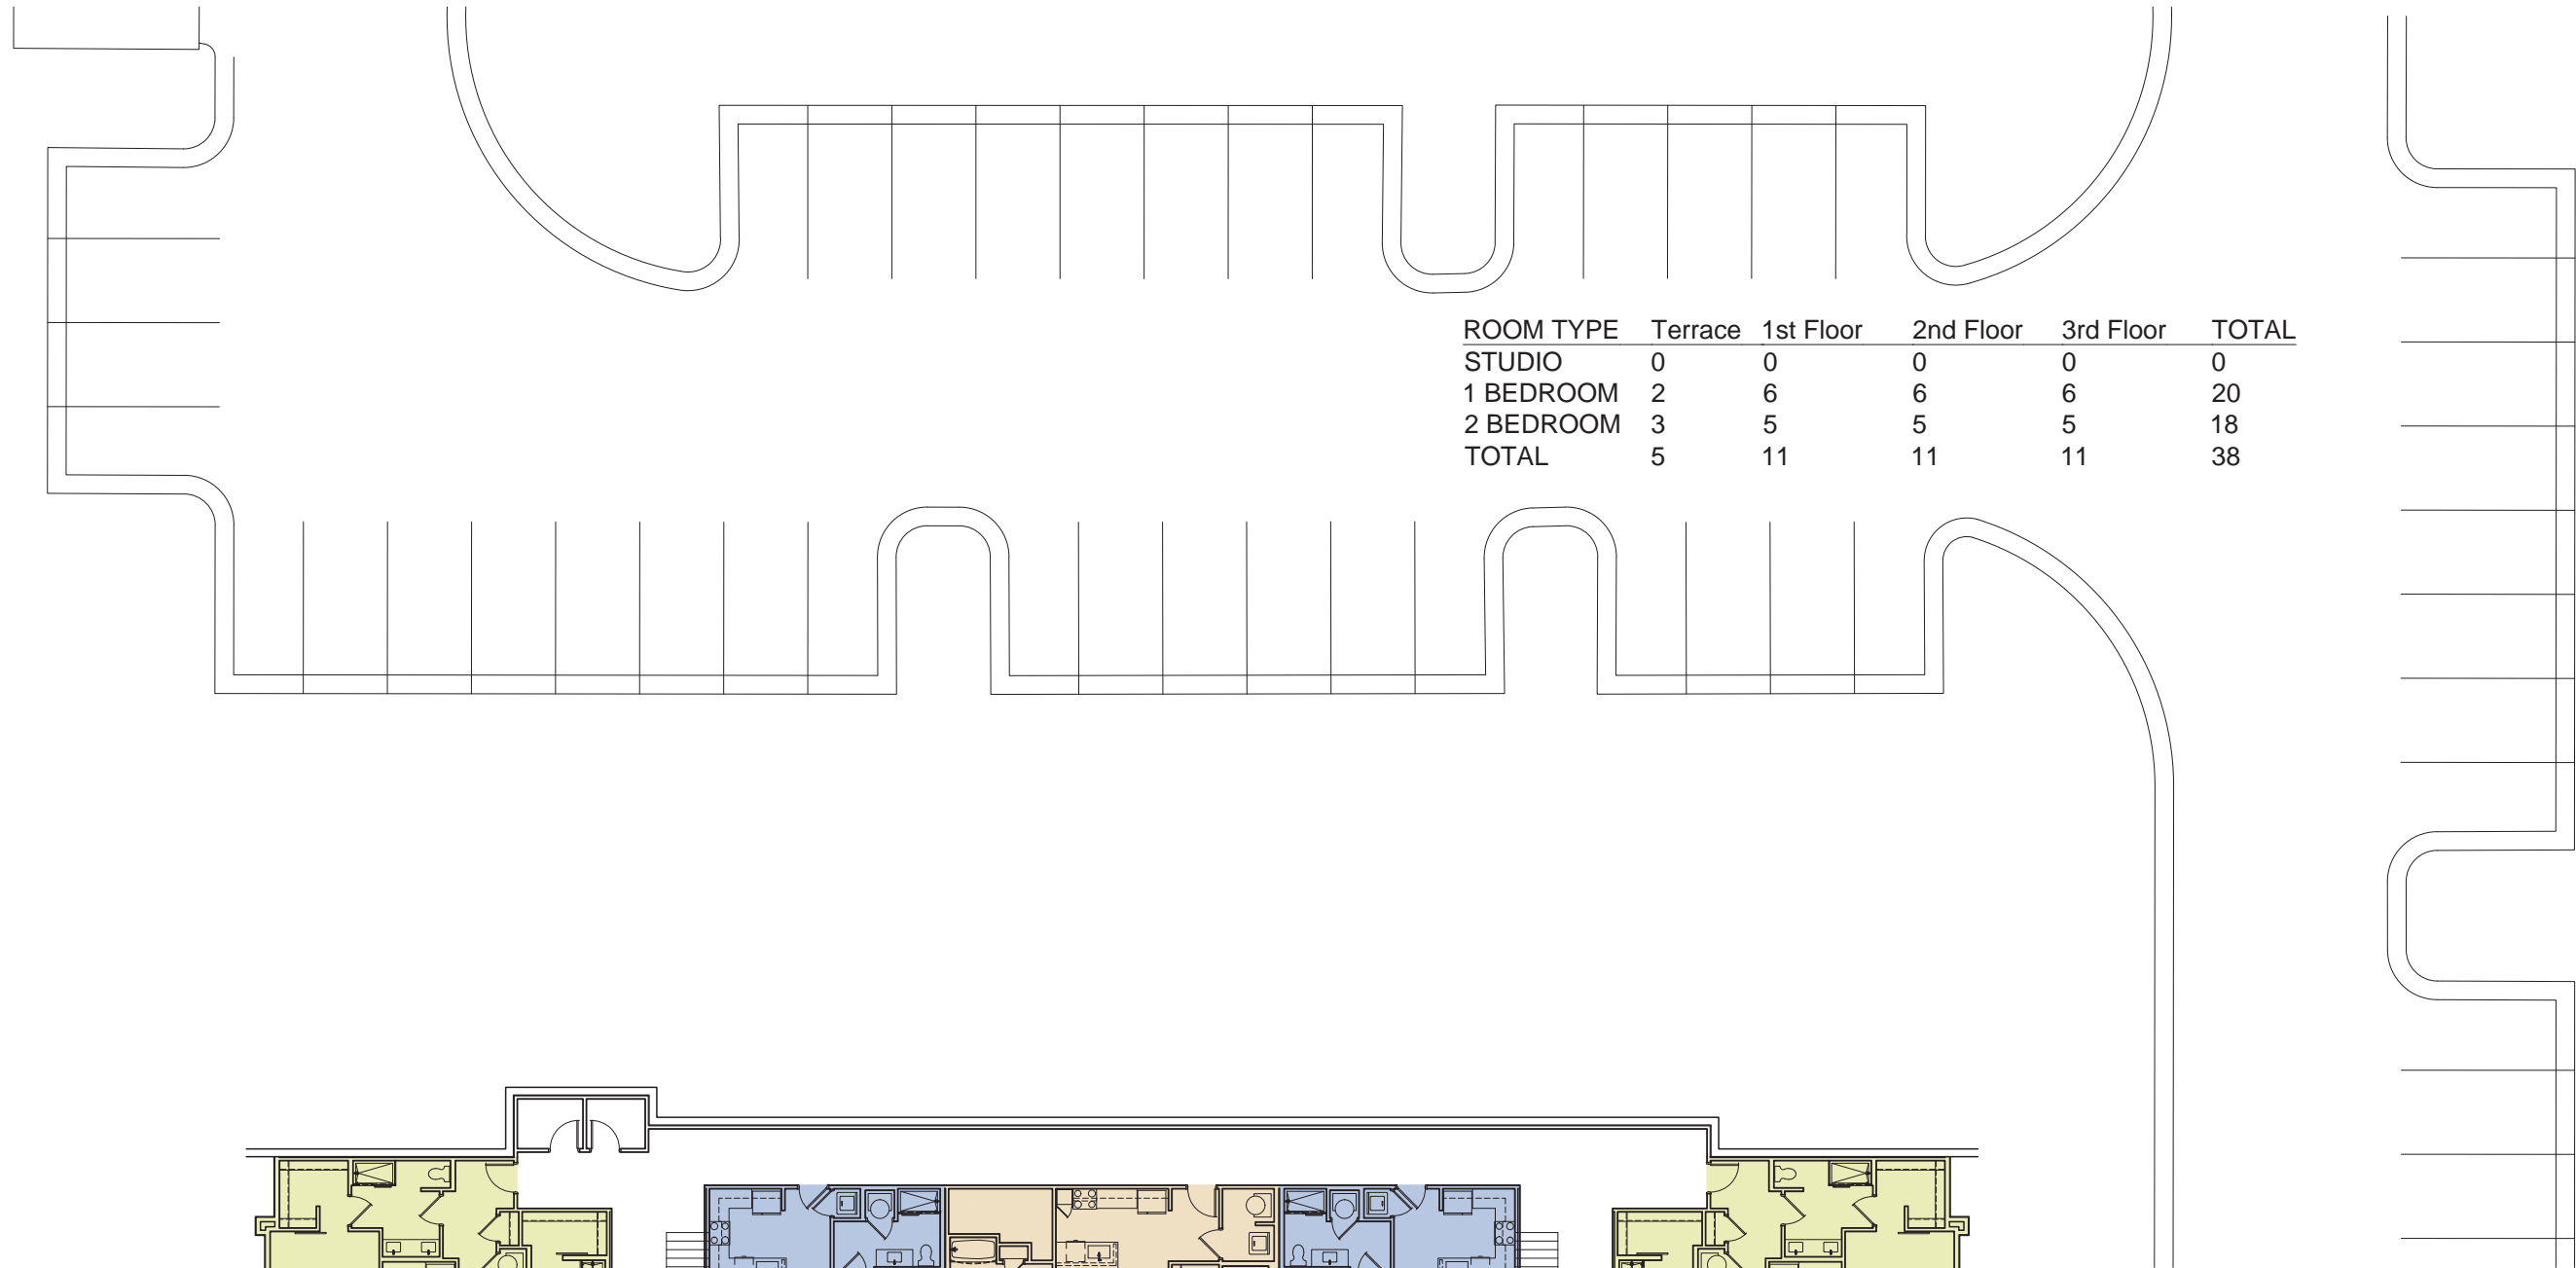 ROOM TYPE Terrace 1st Floor 2nd Floor 3rd Floor TOTAL
STUDIO 0 0 0 0 0
1 BEDROOM 2 6 6 6 20
2 BEDROOM 3 5 5 5 18
TOTAL 5 11 11 11 38